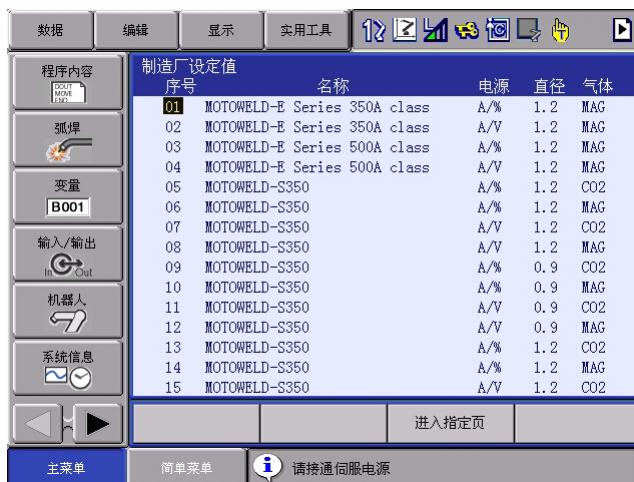 数据 编辑 显示 实用工具
程序内容
DOUT
MOVE
END
弧焊
变量
B001
输入/输出
In Out
机器人
系统信息
制造厂设定值
序号 名称 电源 直径 气体
01 MOTOWELD-E Series 350A class A/% 1.2 MAG
02 MOTOWELD-E Series 350A class A/V 1.2 MAG
03 MOTOWELD-E Series 500A class A/% 1.2 MAG
04 MOTOWELD-E Series 500A class A/V 1.2 MAG
05 MOTOWELD-S350 A/% 1.2 CO2
06 MOTOWELD-S350 A/% 1.2 MAG
07 MOTOWELD-S350 A/V 1.2 CO2
08 MOTOWELD-S350 A/V 1.2 MAG
09 MOTOWELD-S350 A/% 0.9 CO2
10 MOTOWELD-S350 A/% 0.9 MAG
11 MOTOWELD-S350 A/V 0.9 CO2
12 MOTOWELD-S350 A/V 0.9 MAG
13 MOTOWELD-S350 A/% 1.2 CO2
14 MOTOWELD-S350 A/% 1.2 MAG
15 MOTOWELD-S350 A/V 1.2 CO2
进入指定页
主菜单 简单菜单 请接通伺服电源